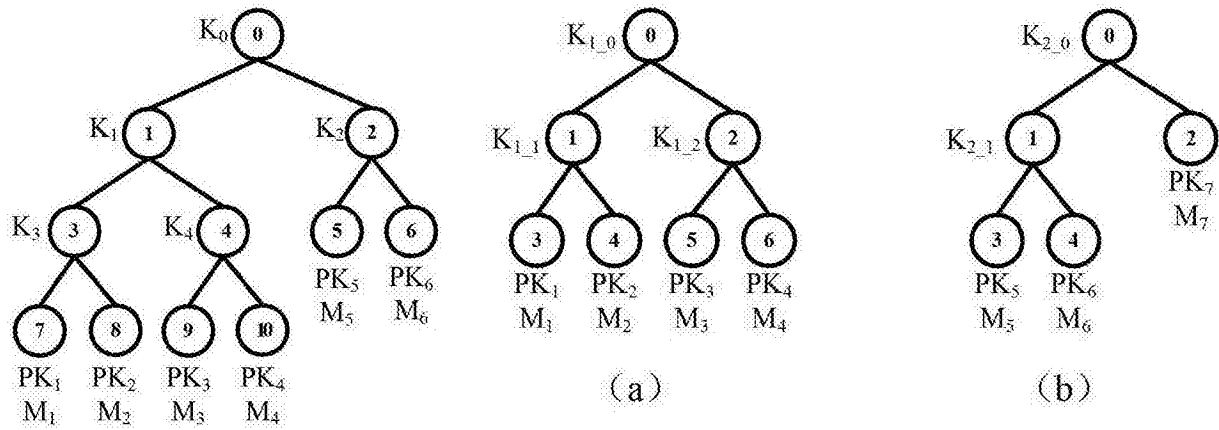 K0 0
K1 1
K2 2
K3 3
K4 4
5
6
PK5
M5
PK6
M6
7
8
9
10
PK1
M1
PK2
M2
PK3
M3
PK4
M4
K1_0 0
K1_1 1
K1_2 2
3
4
5
6
PK1
M1
PK2
M2
PK3
M3
PK4
M4
(a)
K2_0 0
K2_1 1
2
PK7
M7
3
4
PK5
M5
PK6
M6
(b)